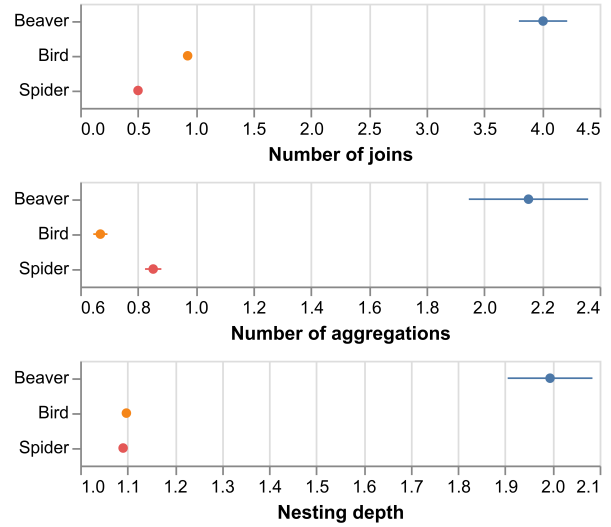 Beaver
Bird
Spider
0.0 0.5 1.0 1.5 2.0 2.5 3.0 3.5 4.0 4.5
Number of joins
Beaver
Bird
Spider
0.6 0.8 1.0 1.2 1.4 1.6 1.8 2.0 2.2 2.4
Number of aggregations
Beaver
Bird
Spider
1.0 1.1 1.2 1.3 1.4 1.5 1.6 1.7 1.8 1.9 2.0 2.1
Nesting depth